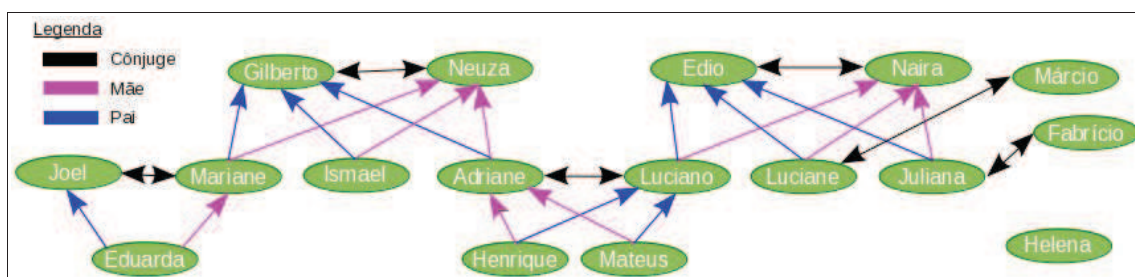 Legenda
Cônjuge
Mãe
Pai
Gilberto
Neuza
Edio
Naira
Márcio
Fabrício
Joel
Mariane
Ismael
Adriane
Luciano
Luciane
Juliana
Eduarda
Henrique
Mateus
Helena